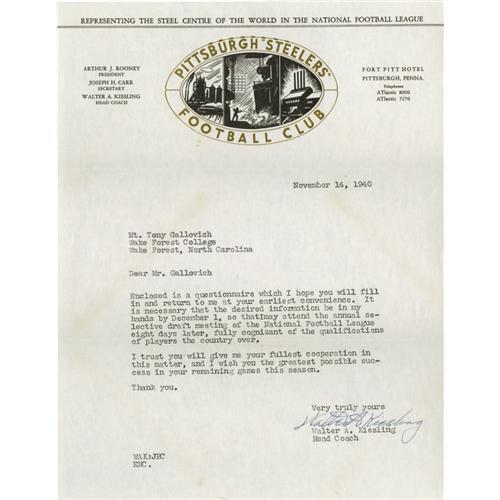 REPRESENTING THE STEEL CENTRE OF THE WORLD IN THE NATIONAL FOOTBALL LEAGUE
ARTHUR J. ROONEY
PRESIDENT
JOSEPH H. CARR
SECRETARY
WALTER A. KIESLING
HEAD COACH
PITTSBURGH "STEELERS"
FOOTBALL CLUB
FORT PITT HOTEL
PITTSBURGH, PENNA.
Telephones
ATlantic 8000
ATlantic 7270
November 14, 1940
Mt. Tony Gallovich
Wake Forest College
Wake Forest, North Carolina
Dear Mr. Gallovich
Enclosed is a questionnaire which I hope you will fill
in and return to me at your earliest convenience. It
is necessary that the desired information be in my
hands by December 1, so thatImay attend the annual se-
lective draft meeting of the National Football League
eight days later, fully cognizant of the qualifications
of players the country over.
I trust you will give me your fullest cooperation in
this matter, and I wish you the greatest possible suc-
cess in your remaining games this season.
Thank you.
Very truly yours
Walter A Kiesling
Walter A. Kiesling
Head Coach
WAK:JHC
ENC.